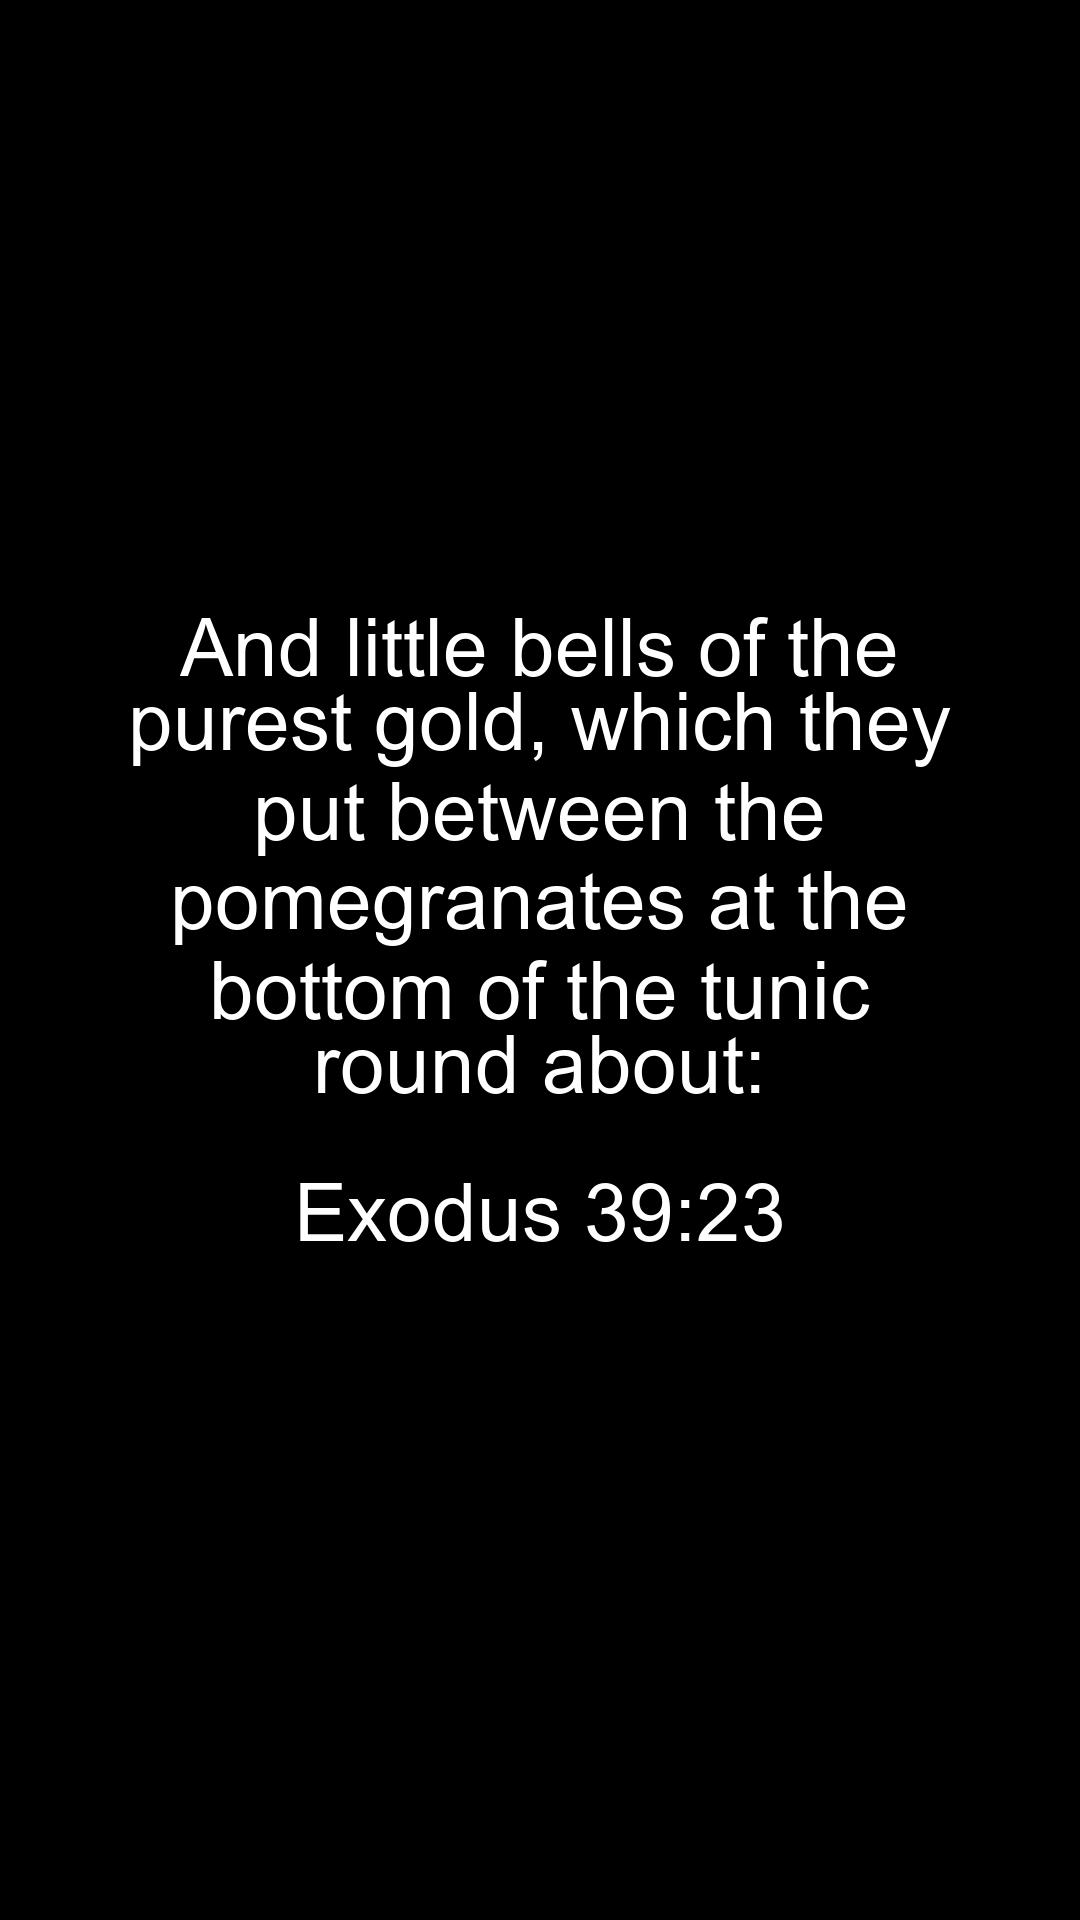 And little bells of the
purest gold, which they
put between the
pomegranates at the
bottom of the tunic
round about:
Exodus 39:23